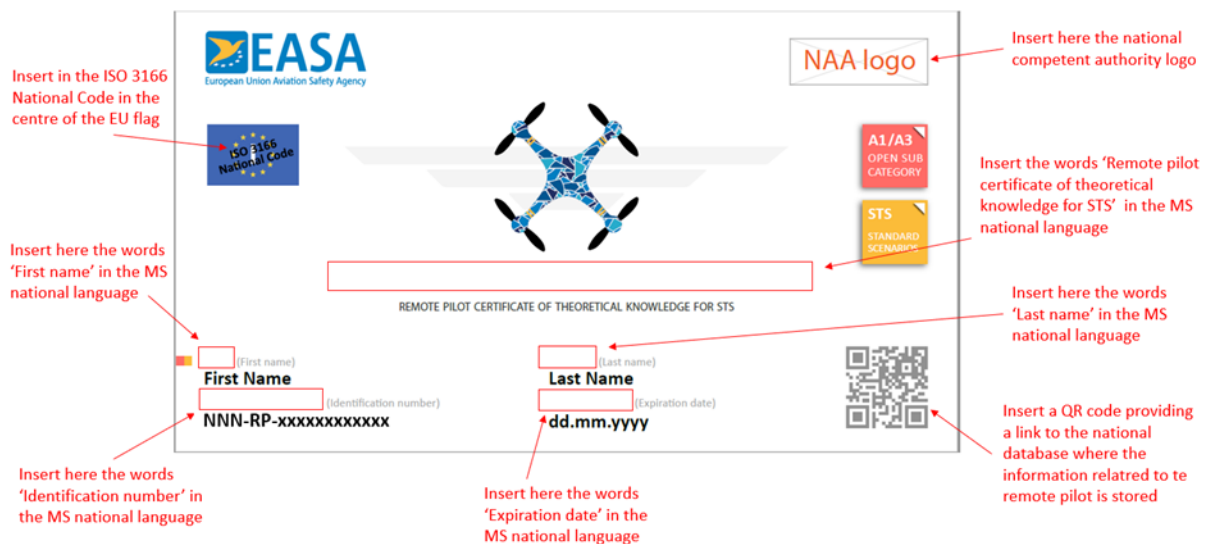 EASA
European Union Aviation Safety Agency
NAA logo
Insert here the national
competent authority logo
Insert in the ISO 3166
National Code in the
centre of the EU flag
ISO 3166
National Code
A1/A3
OPEN SUB
CATEGORY
Insert the words ‘Remote pilot
certificate of theoretical
knowledge for STS’ in the MS
national language
STS
STANDARD
SCENARIOS
Insert here the words
‘First name’ in the MS
national language
REMOTE PILOT CERTIFICATE OF THEORETICAL KNOWLEDGE FOR STS
Insert here the words
‘Last name’ in the MS
national language
(First name)
First Name
(Last name)
Last Name
(Identification number)
NNN-RP-xxxxxxxxxxxx
(Expiration date)
dd.mm.yyyy
Insert a QR code providing
a link to the national
database where the
information relatred to te
remote pilot is stored
Insert here the words
‘Identification number’ in
the MS national language
Insert here the words
‘Expiration date’ in the
MS national language